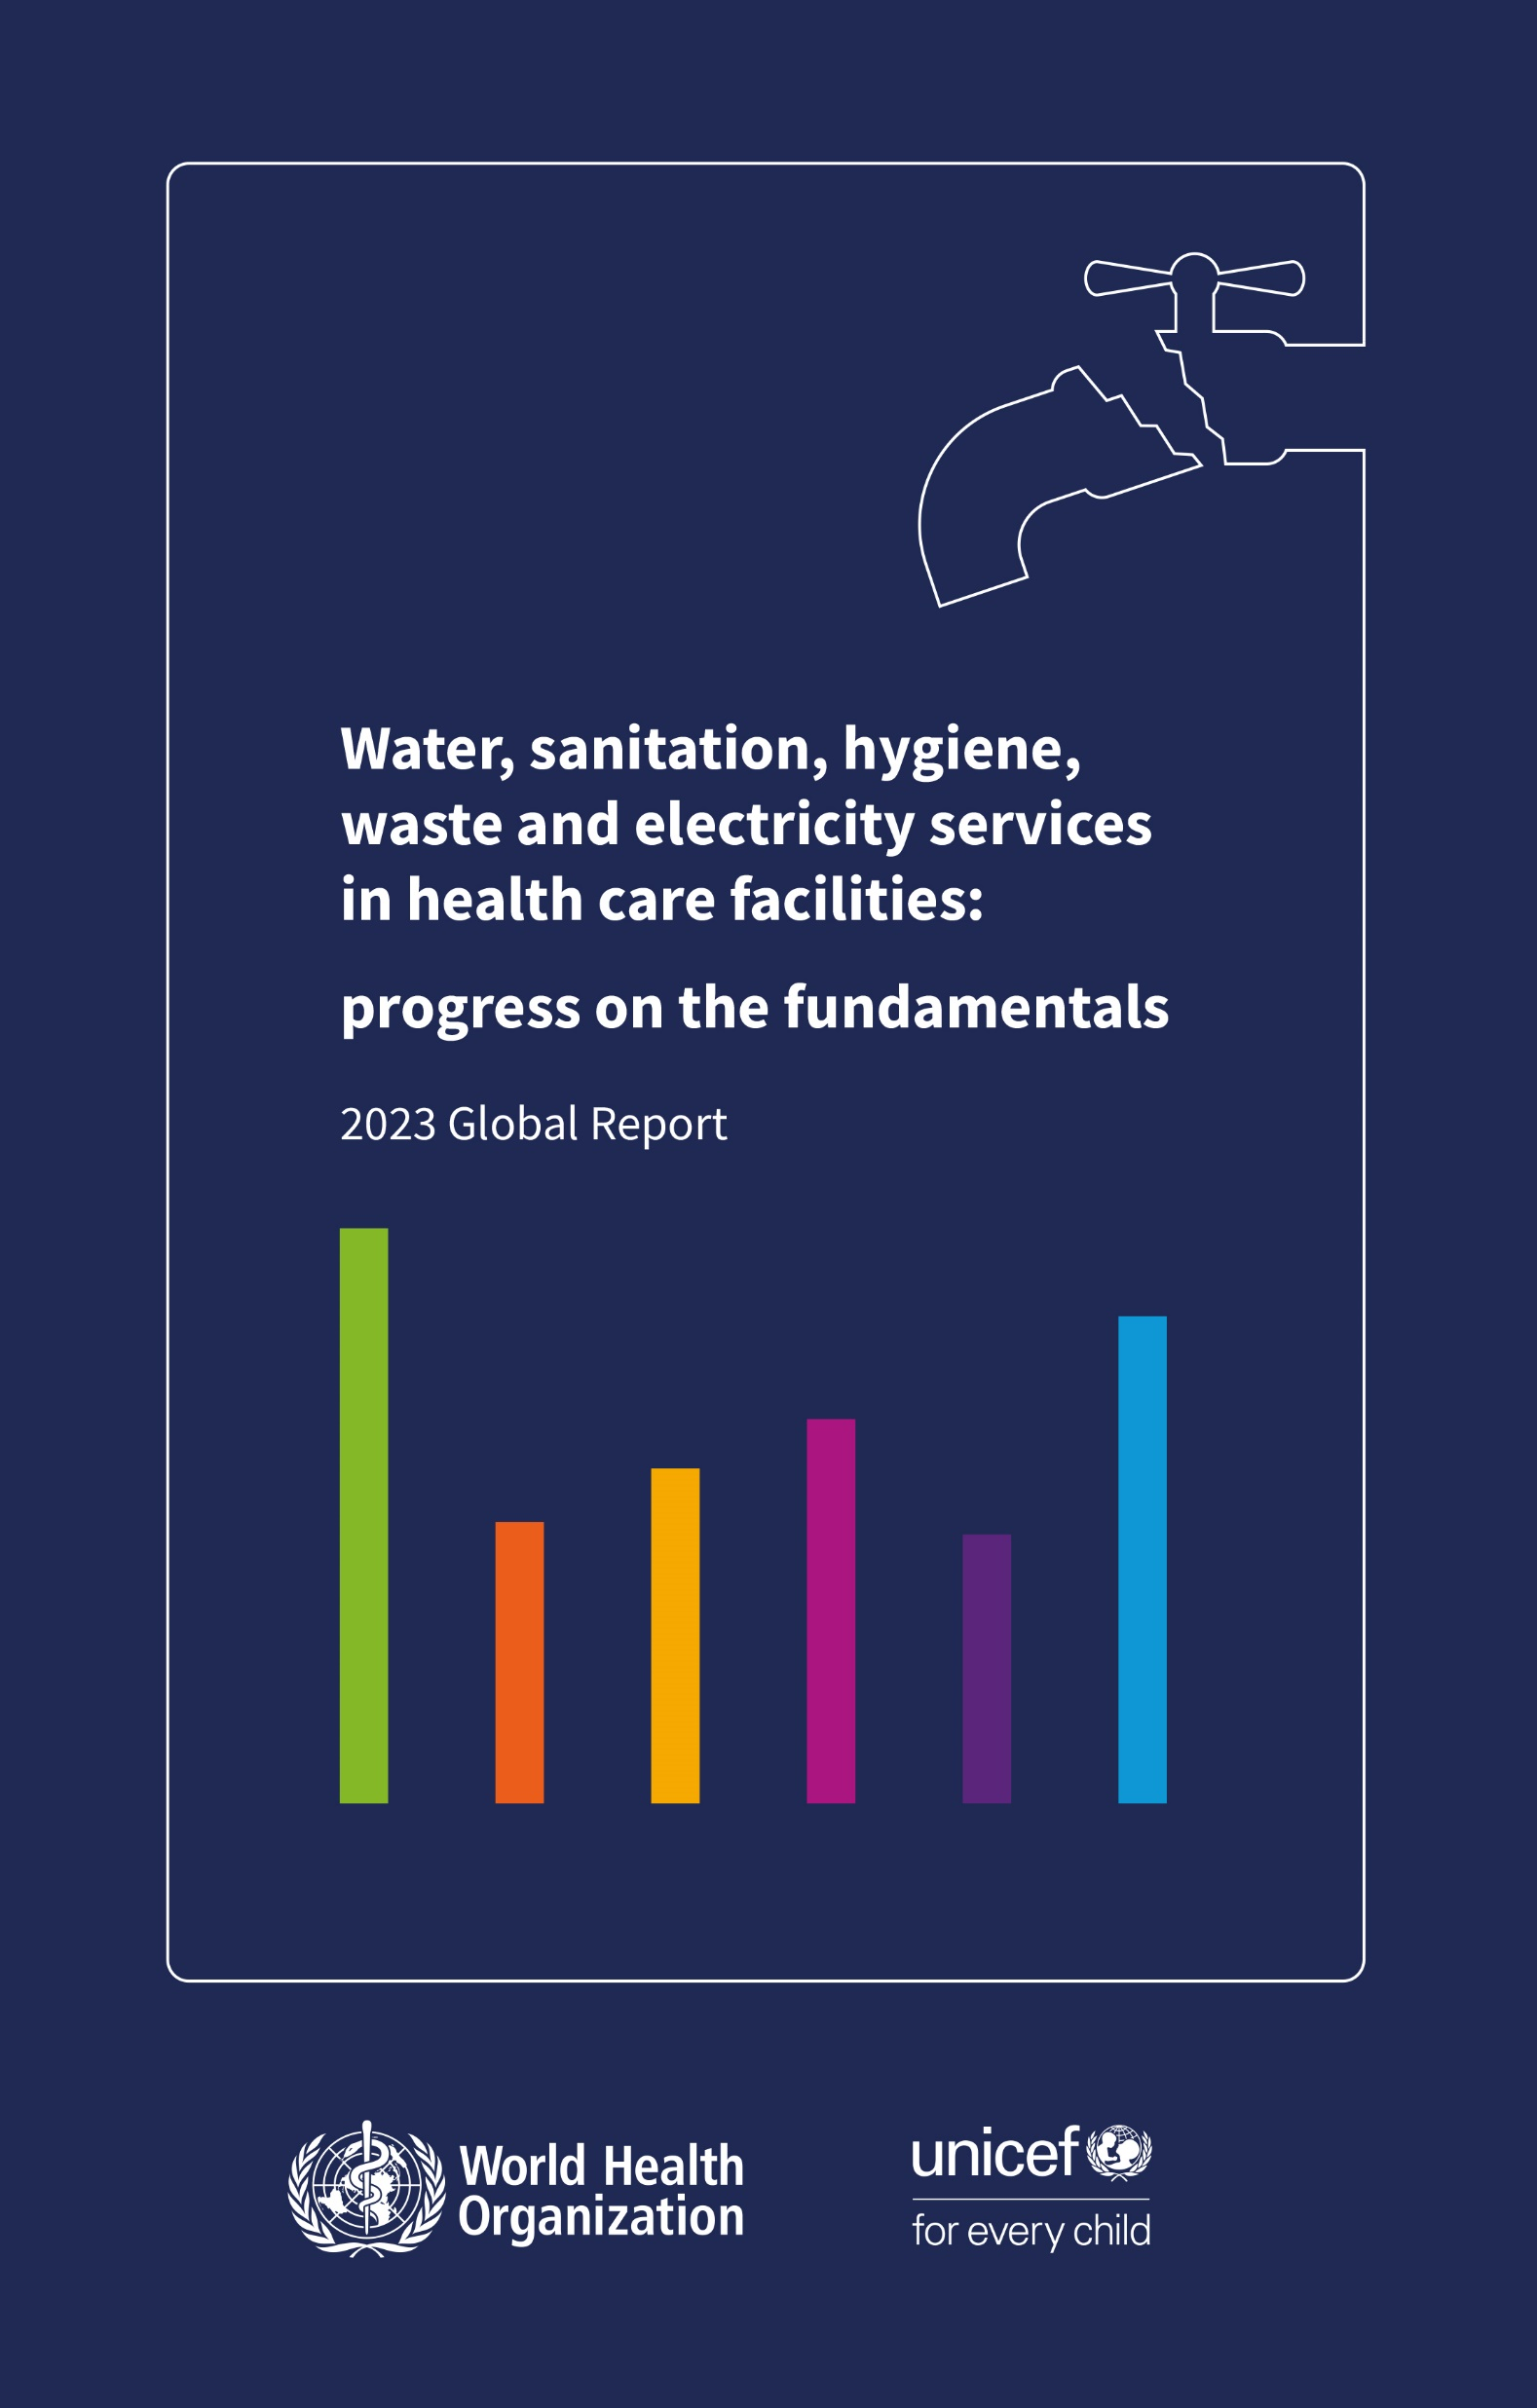 Water, sanitation, hygiene,
waste and electricity services
in health care facilities:
progress on the fundamentals
2023 Global Report
World Health
Organization
unicef
for every child